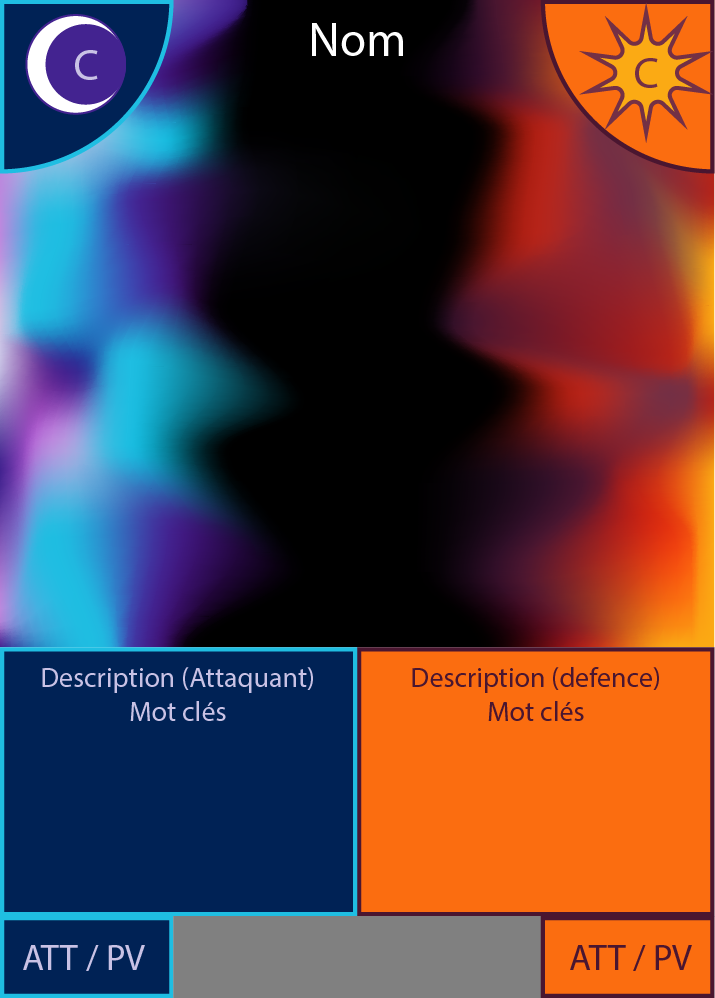 C
Nom
C
Description (Attaquant)
Mot clés
Description (defence)
Mot clés
ATT / PV
ATT / PV